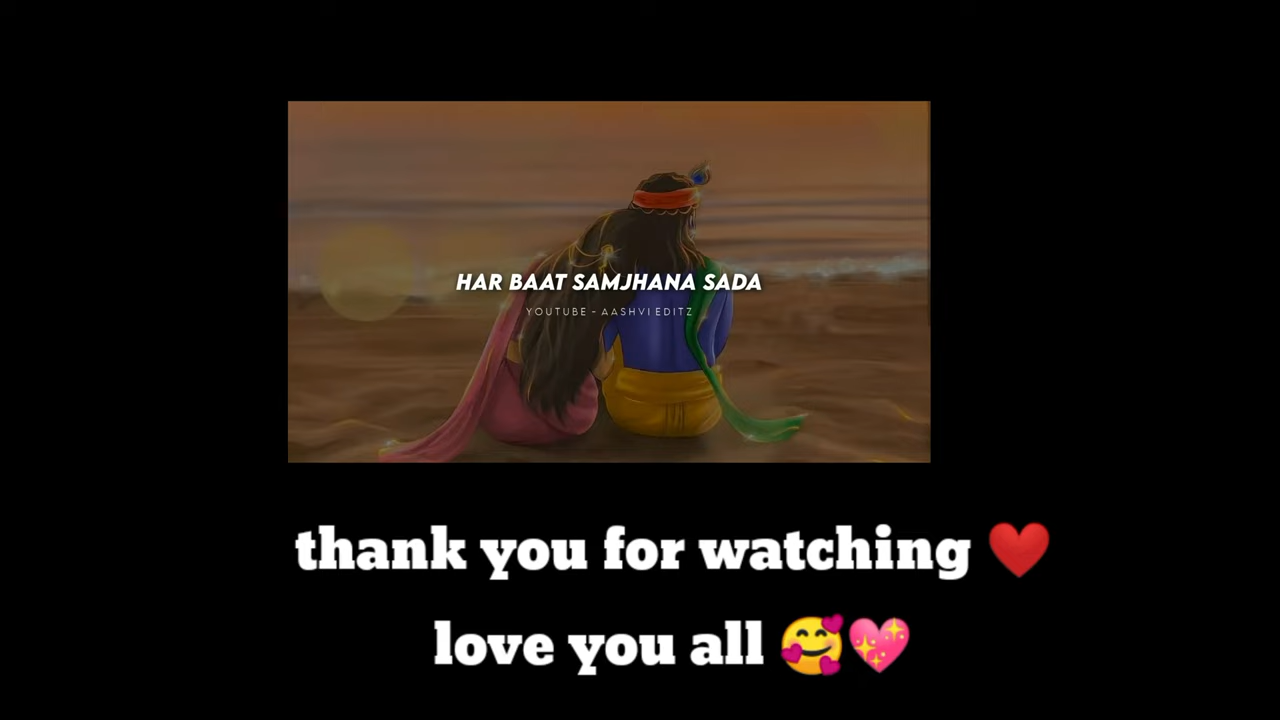 HAR BAAT SAMJHANA SADA
YOUTUBE - AASHVI EDITZ
thank you for watching ❤️
love you all 🥰💖